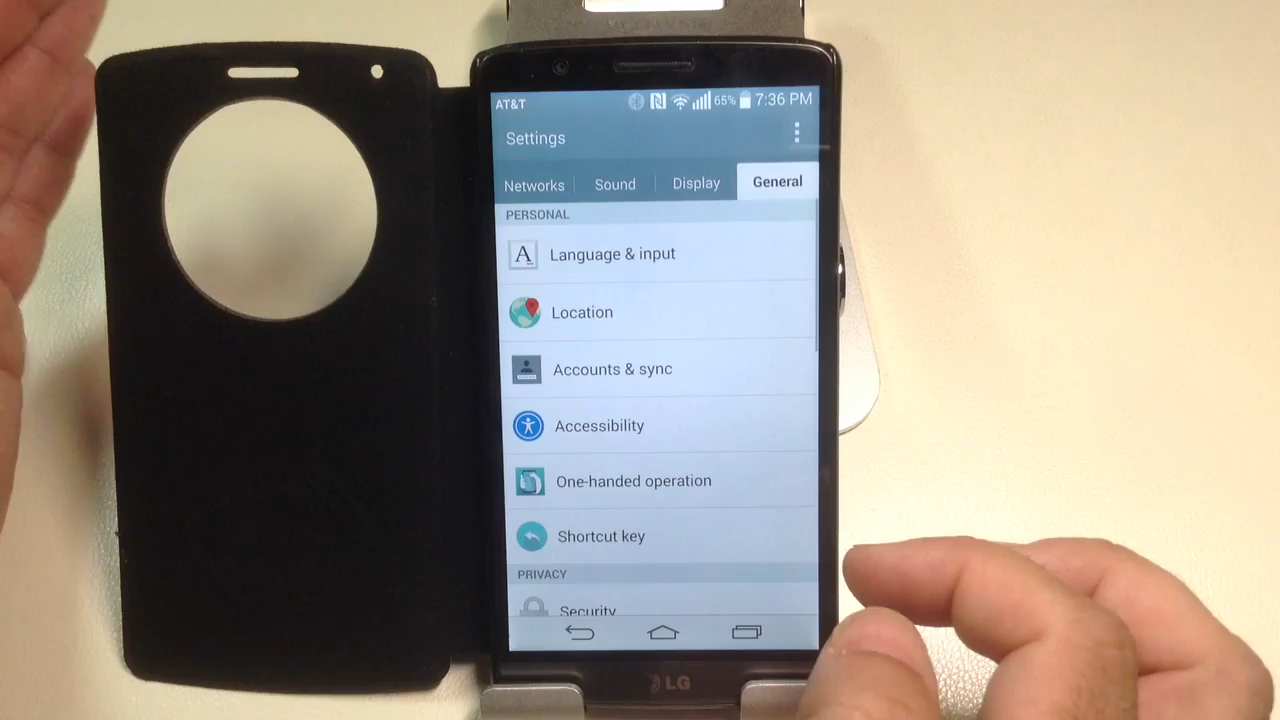 AT&T 65% 7:36 PM
Settings
Networks Sound Display General
PERSONAL
A Language & input
Location
Accounts & sync
Accessibility
One-handed operation
Shortcut key
PRIVACY
Security
LG